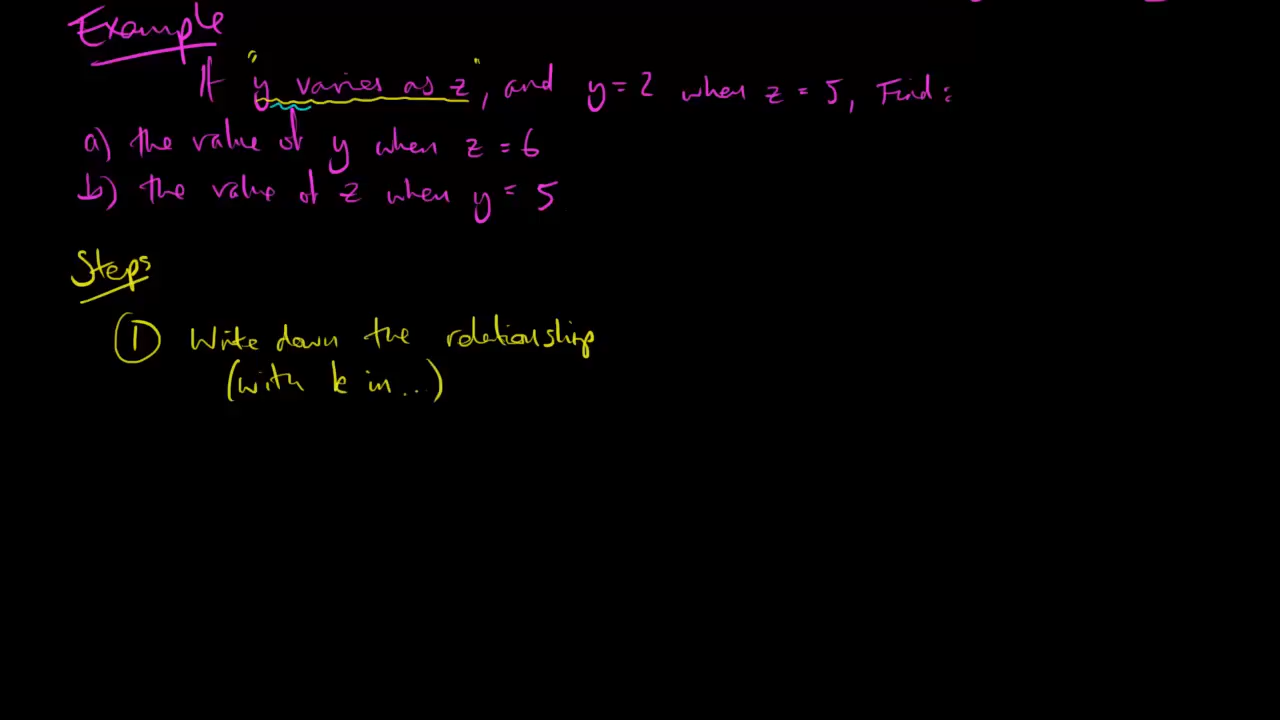 Example
If "y varies as z", and y = 2 when z = 5, Find:
a) the value of y when z = 6
b) the value of z when y = 5
Steps
① Write down the relationship
(with k in...)